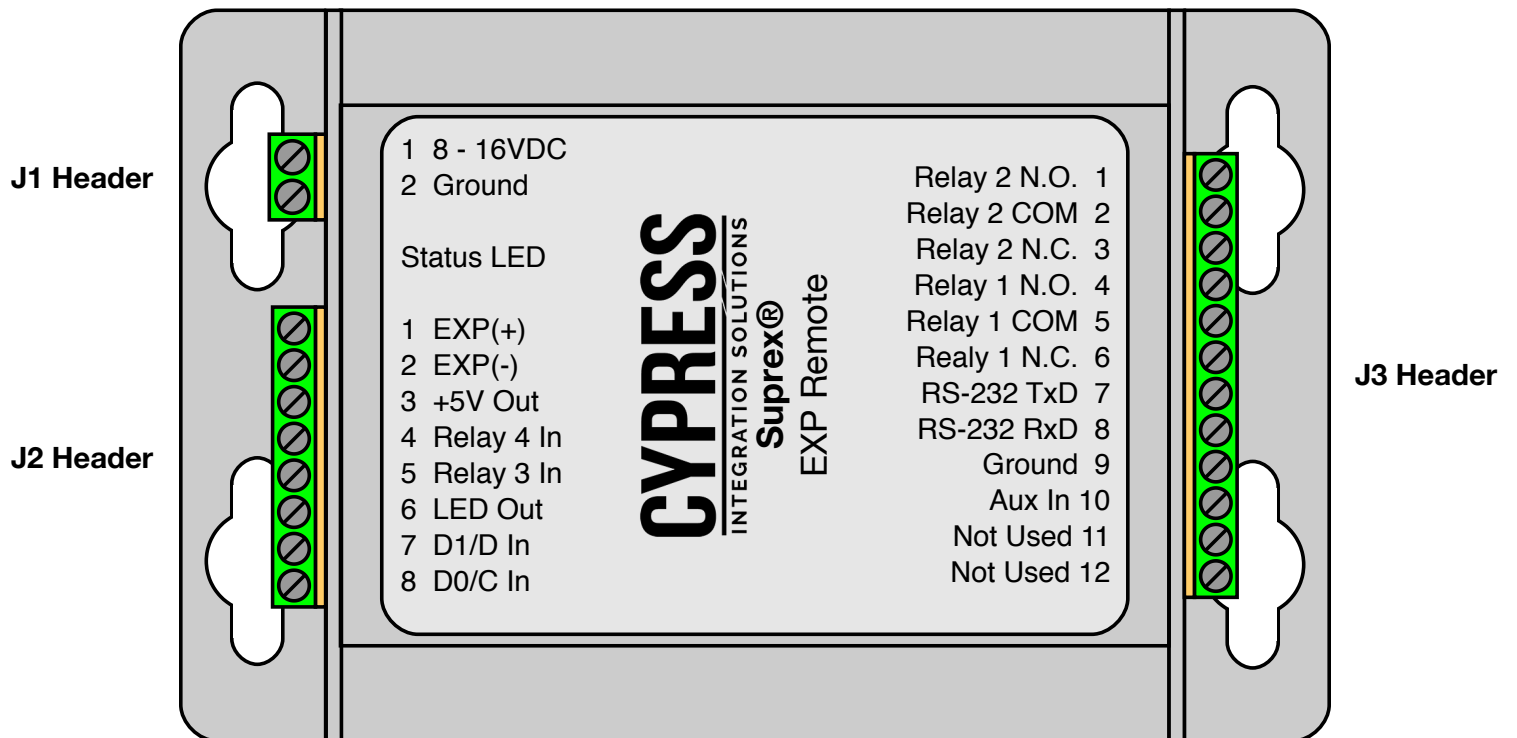 J1 Header
J2 Header
1 8 - 16VDC
2 Ground
Status LED
1 EXP(+)
2 EXP(-)
3 +5V Out
4 Relay 4 In
5 Relay 3 In
6 LED Out
7 D1/D In
8 D0/C In
CYPRESS
INTEGRATION SOLUTIONS
Suprex®
EXP Remote
Relay 2 N.O. 1
Relay 2 COM 2
Relay 2 N.C. 3
Relay 1 N.O. 4
Relay 1 COM 5
Realy 1 N.C. 6
RS-232 TxD 7
RS-232 RxD 8
Ground 9
Aux In 10
Not Used 11
Not Used 12
J3 Header